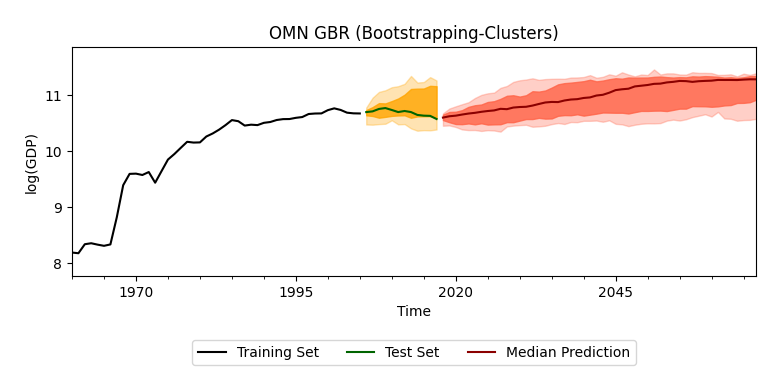 OMN GBR (Bootstrapping-Clusters)
11
10
9
8
log(GDP)
1970
1995
2020
2045
Time
Training Set
Test Set
Median Prediction